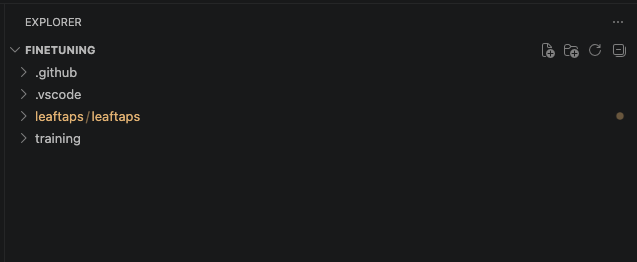 EXPLORER
FINETUNING
.github
.vscode
leaftaps/leaftaps
training